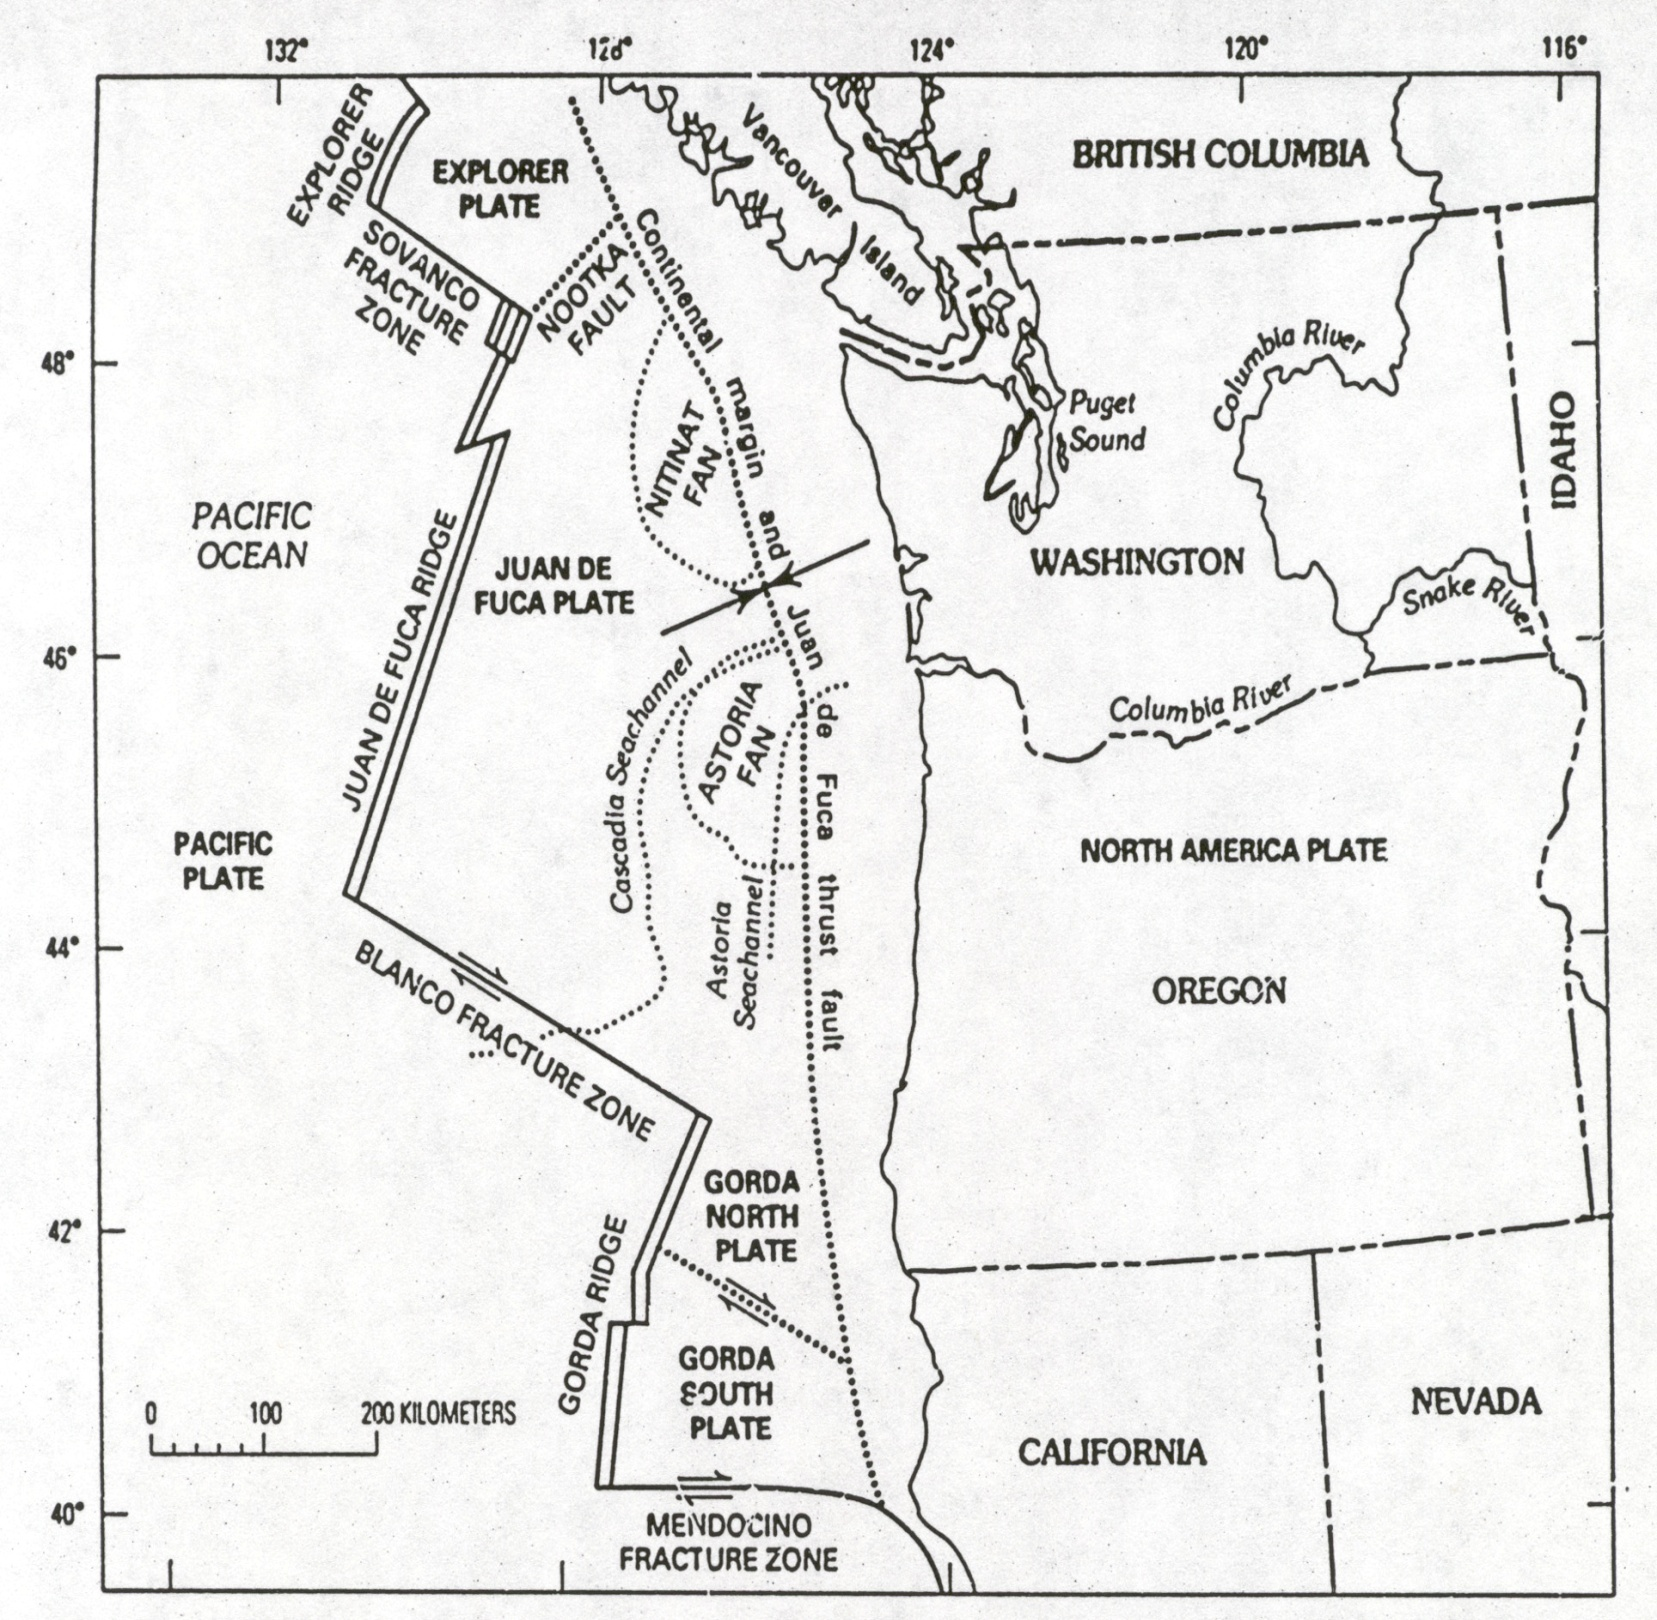 132°
128°
124°
120°
116°
EXPLORER
RIDGE
EXPLORER
PLATE
Vancouver
Island
BRITISH COLUMBIA
SOVANCO
FRACTURE
ZONE
NOOTKA
FAULT
Continental
margin
and
Juan
de
Fuca
thrust
fault
48°
Columbia River
Puget
Sound
IDAHO
NITINAT
FAN
PACIFIC
OCEAN
JUAN DE FUCA RIDGE
JUAN DE
FUCA PLATE
WASHINGTON
Snake River
46°
Cascadia Seachannel
ASTORIA
FAN
Columbia River
PACIFIC
PLATE
NORTH AMERICA PLATE
Astoria
Seachannel
44°
BLANCO FRACTURE ZONE
OREGON
GORDA
NORTH
PLATE
42°
GORDA RIDGE
GORDA
SOUTH
PLATE
0
100
200 KILOMETERS
NEVADA
CALIFORNIA
40°
MENDOCINO
FRACTURE ZONE